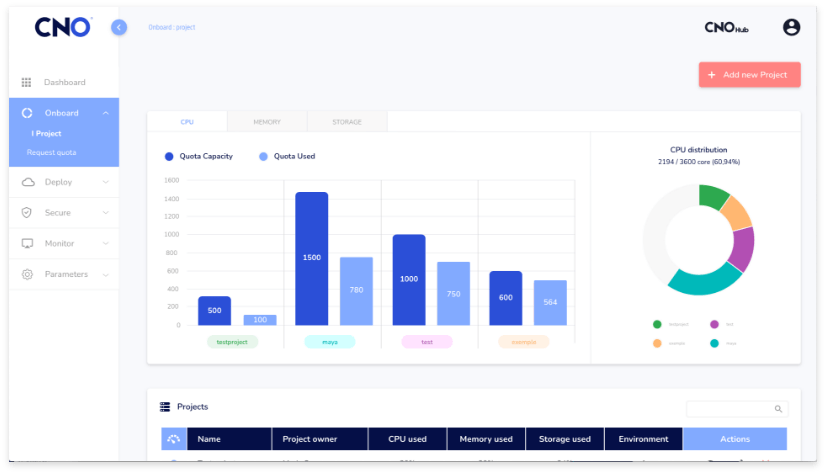 CNO
Onboard : project
CNO Hub
+ Add new Project
Dashboard
Onboard
I Project
Request quota
Deploy
Secure
Monitor
Parameters
CPU
MEMORY
STORAGE
Quota Capacity
Quota Used
1600
1400
1200
1000
800
600
400
200
0
500
100
1500
780
1000
750
600
564
testproject
maya
test
example
CPU distribution
2194 / 3600 core (60,94%)
testproject
test
example
maya
Projects
Name
Project owner
CPU used
Memory used
Storage used
Environment
Actions